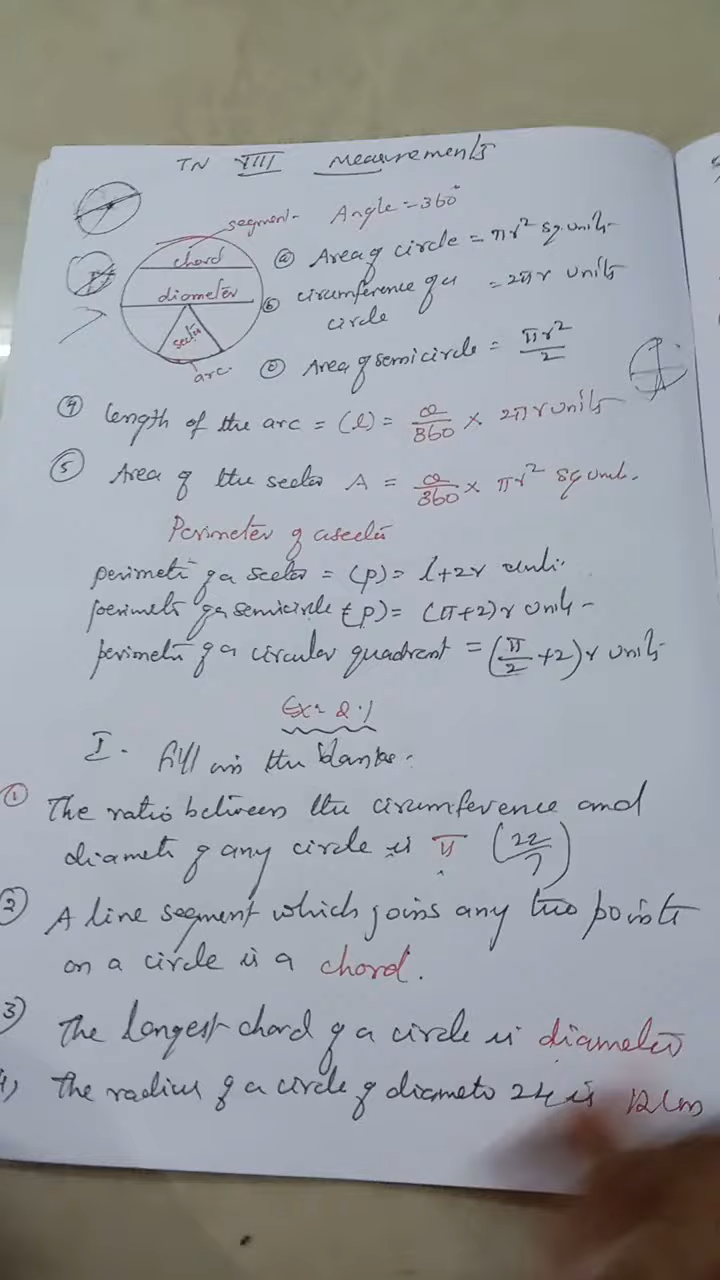 TN VIII Measurements
segment Angle = 360°
chord
ⓐ Area of circle = πr² sq. units
diameter
ⓑ circumference of a circle = 2πr units
sector
arc
ⓒ Area of semicircle = πr²/2
④ length of the arc = (l) = θ/360 × 2πr units
⑤ Area of the sector A = θ/360 × πr² sq units.
Perimeter of a sector
perimeter of a sector = (p) = l+2r units
perimeter of a semicircle (p) = (π+2)r units
perimeter of a circular quadrant = (π/2 +2)r units
Ex- 2.1
I. Fill in the blanks.
① The ratio between the cirumference and
diameter of any circle is π (22/7)
② A line segment which joins any two points
on a circle is a chord.
3) The longest chord of a circle is diameter
4) the radius of a circle of diameter 24 is 12cm